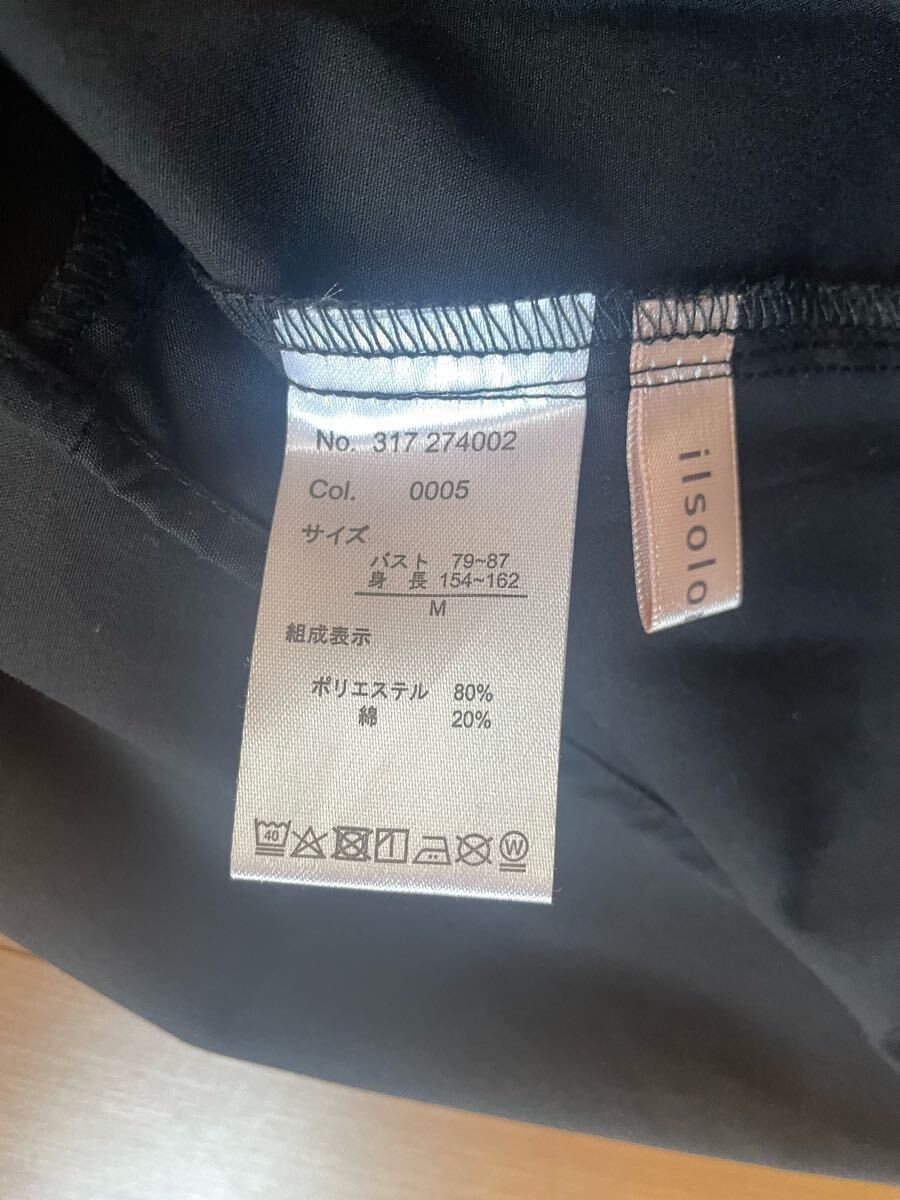 No. 317 274002
Col. 0005
サイズ
バスト 79~87
身 長 154~162
M
組成表示
ポリエステル 80%
綿 20%
40
W
ilsolo